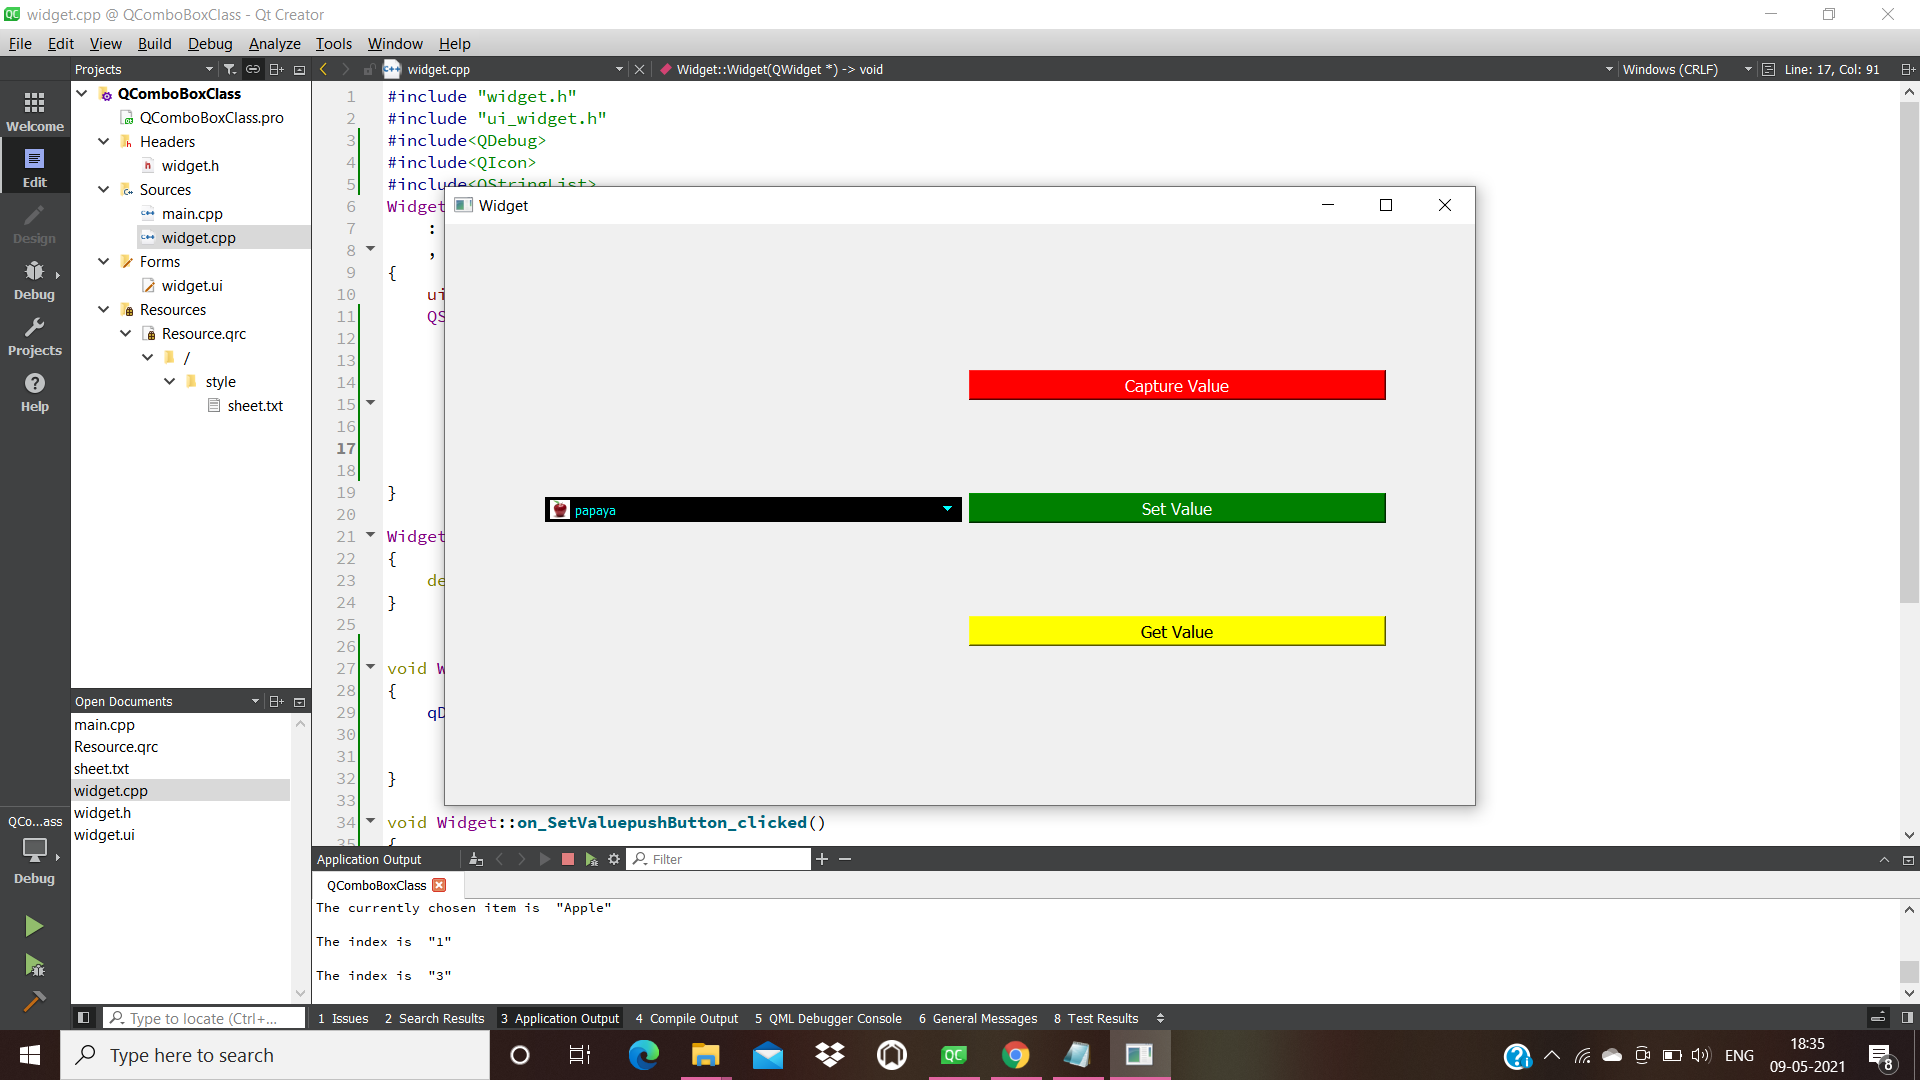 QC widget.cpp @ QComboBoxClass - Qt Creator
File Edit View Build Debug Analyze Tools Window Help
Projects
widget.cpp
Widget::Widget(QWidget *) -> void
Windows (CRLF)
Line: 17, Col: 91
Welcome
Edit
Design
Debug
Projects
Help
QComboBoxClass
QComboBoxClass.pro
Headers
widget.h
Sources
main.cpp
widget.cpp
Forms
widget.ui
Resources
Resource.qrc
/
style
sheet.txt
1 #include "widget.h"
2 #include "ui_widget.h"
3 #include<QDebug>
4 #include<QIcon>
5 #include<QStringList>
6 Widget
7 :
8 ,
9 {
10 ui
11 QS
12
13
14
15
16
17
18
19 }
20
21 Widget
22 {
23 de
24 }
25
26
27 void W
28 {
29 qD
30
31
32 }
33
34 void Widget::on_SetValuepushButton_clicked()
35 {
Widget
Capture Value
papaya
Set Value
Get Value
Open Documents
main.cpp
Resource.qrc
sheet.txt
widget.cpp
widget.h
widget.ui
QCo...ass
Debug
Application Output
Filter
QComboBoxClass
The currently chosen item is  "Apple"
The index is  "1"
The index is  "3"
Type to locate (Ctrl+...
1 Issues 2 Search Results 3 Application Output 4 Compile Output 5 QML Debugger Console 6 General Messages 8 Test Results
Type here to search
QC
ENG
18:35
09-05-2021
8